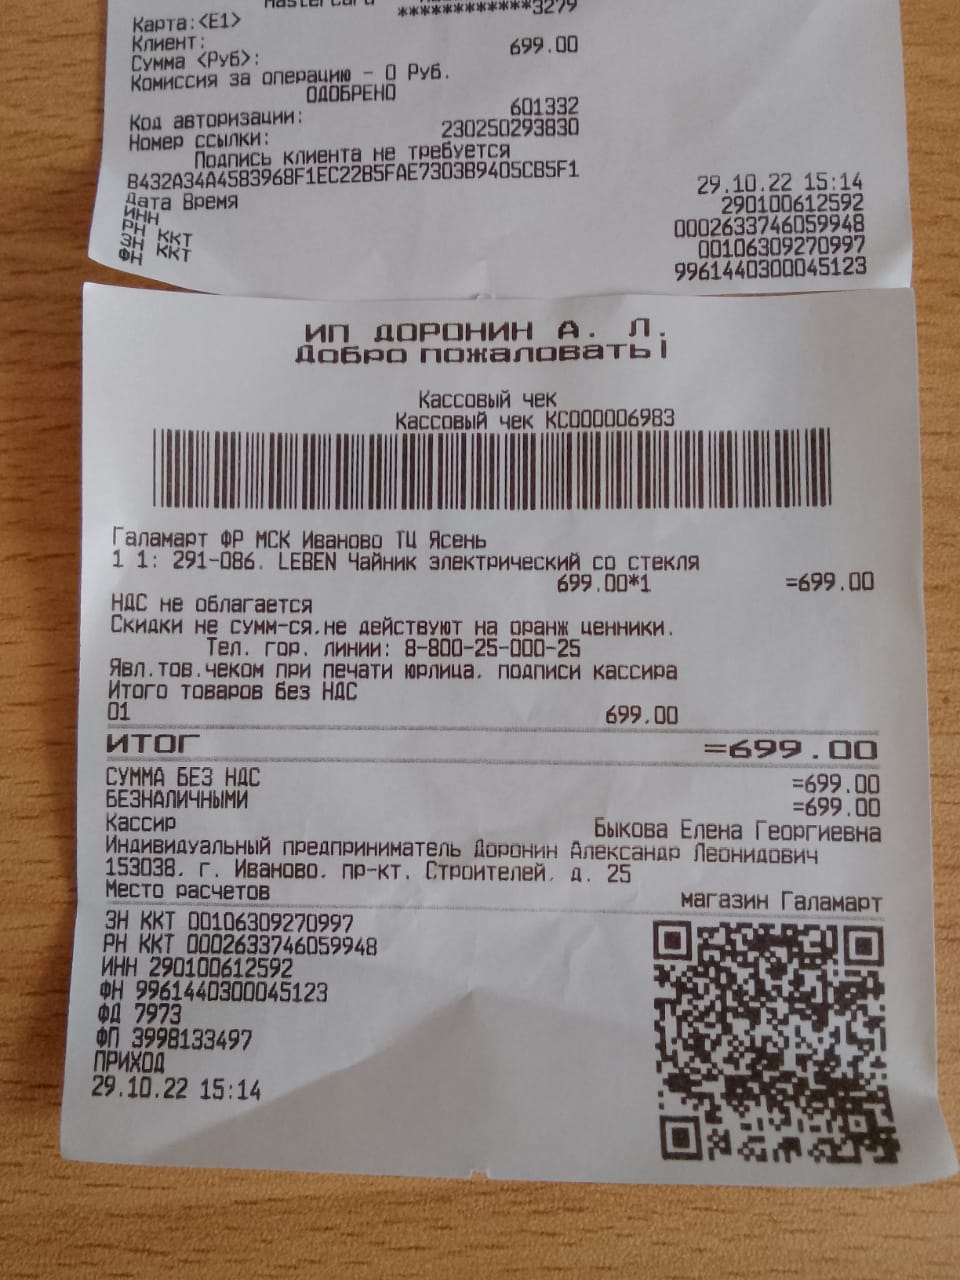 ************3279
Карта:<E1>
Клиент:
Сумма <Руб>: 699.00
Комиссия за операцию - 0 Руб.
ОДОБРЕНО
Код авторизации: 601332
Номер ссылки: 230250293830
Подпись клиента не требуется
B432A34A4583968F1EC22B5FAE7303B9405CB5F1
Дата Время 29.10.22 15:14
ИНН 290100612592
РН ККТ 0002633746059948
ЗН ККТ 00106309270997
ФН 9961440300045123
ИП ДОРОНИН А. Л.
Добро пожаловать!
Кассовый чек
Кассовый чек КС000006983
Галамарт ФР МСК Иваново ТЦ Ясень
1 1: 291-086, LEBEN Чайник электрический со стекля
699.00*1 =699.00
НДС не облагается
Скидки не сумм-ся,не действуют на оранж ценники.
Тел. гор. линии: 8-800-25-000-25
Явл.тов.чеком при печати юрлица, подписи кассира
Итого товаров без НДС
01 699.00
ИТОГ =699.00
СУММА БЕЗ НДС =699.00
БЕЗНАЛИЧНЫМИ =699.00
Кассир Быкова Елена Георгиевна
Индивидуальный предприниматель Доронин Александр Леонидович
153038, г. Иваново, пр-кт. Строителей, д. 25
Место расчетов магазин Галамарт
ЗН ККТ 00106309270997
РН ККТ 0002633746059948
ИНН 290100612592
ФН 9961440300045123
ФД 7973
ФП 3998133497
ПРИХОД
29.10.22 15:14